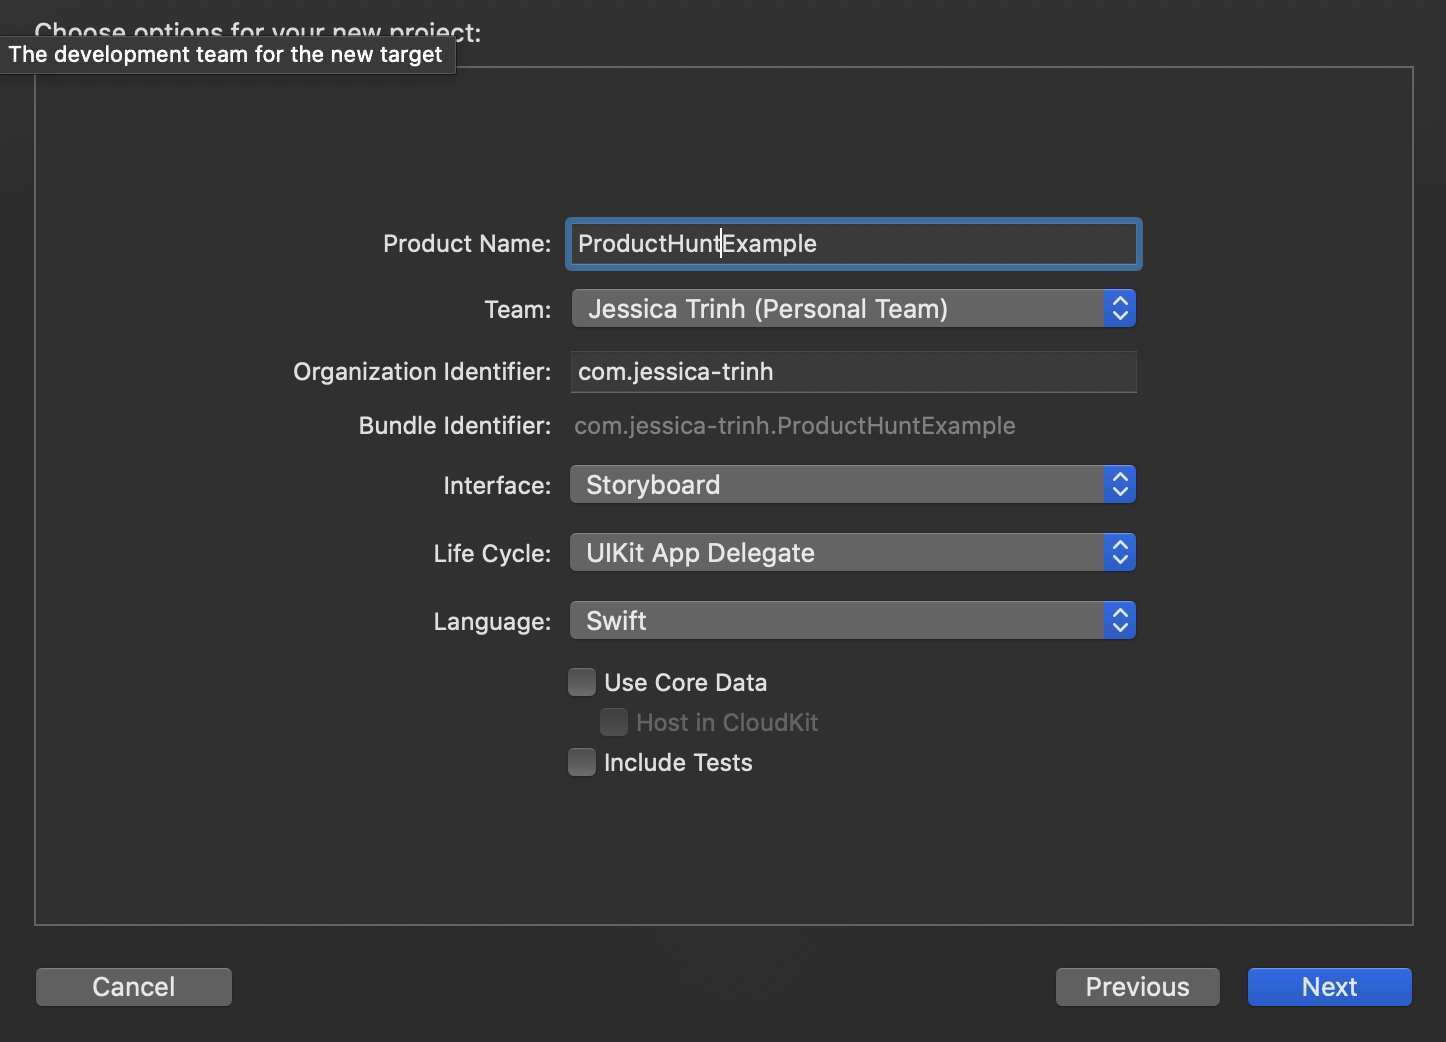 Choose options for your new project:
The development team for the new target
Product Name: ProductHuntExample
Team: Jessica Trinh (Personal Team)
Organization Identifier: com.jessica-trinh
Bundle Identifier: com.jessica-trinh.ProductHuntExample
Interface: Storyboard
Life Cycle: UIKit App Delegate
Language: Swift
Use Core Data
Host in CloudKit
Include Tests
Cancel Previous Next